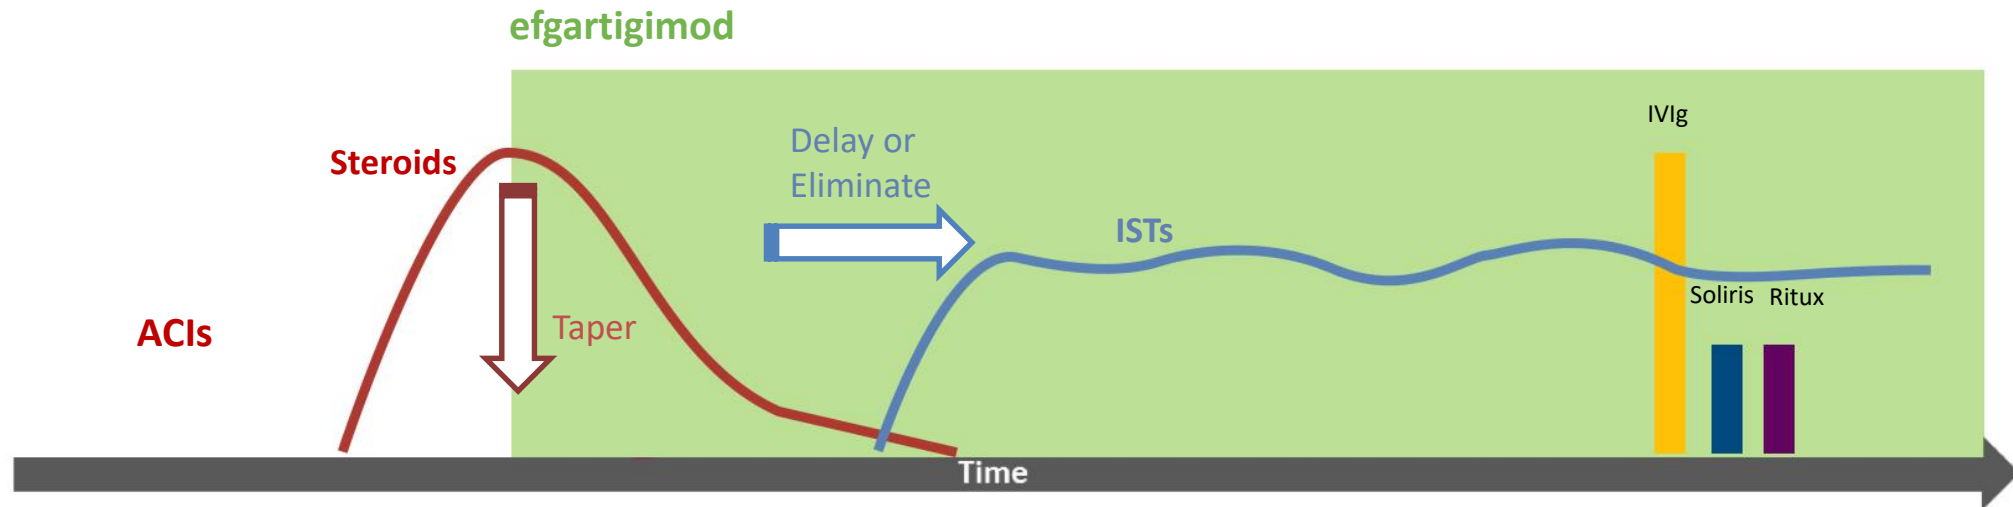 efgartigimod
IVIg
Delay or
Eliminate
Steroids
ISTs
Soliris
Ritux
ACIs
Taper
Time